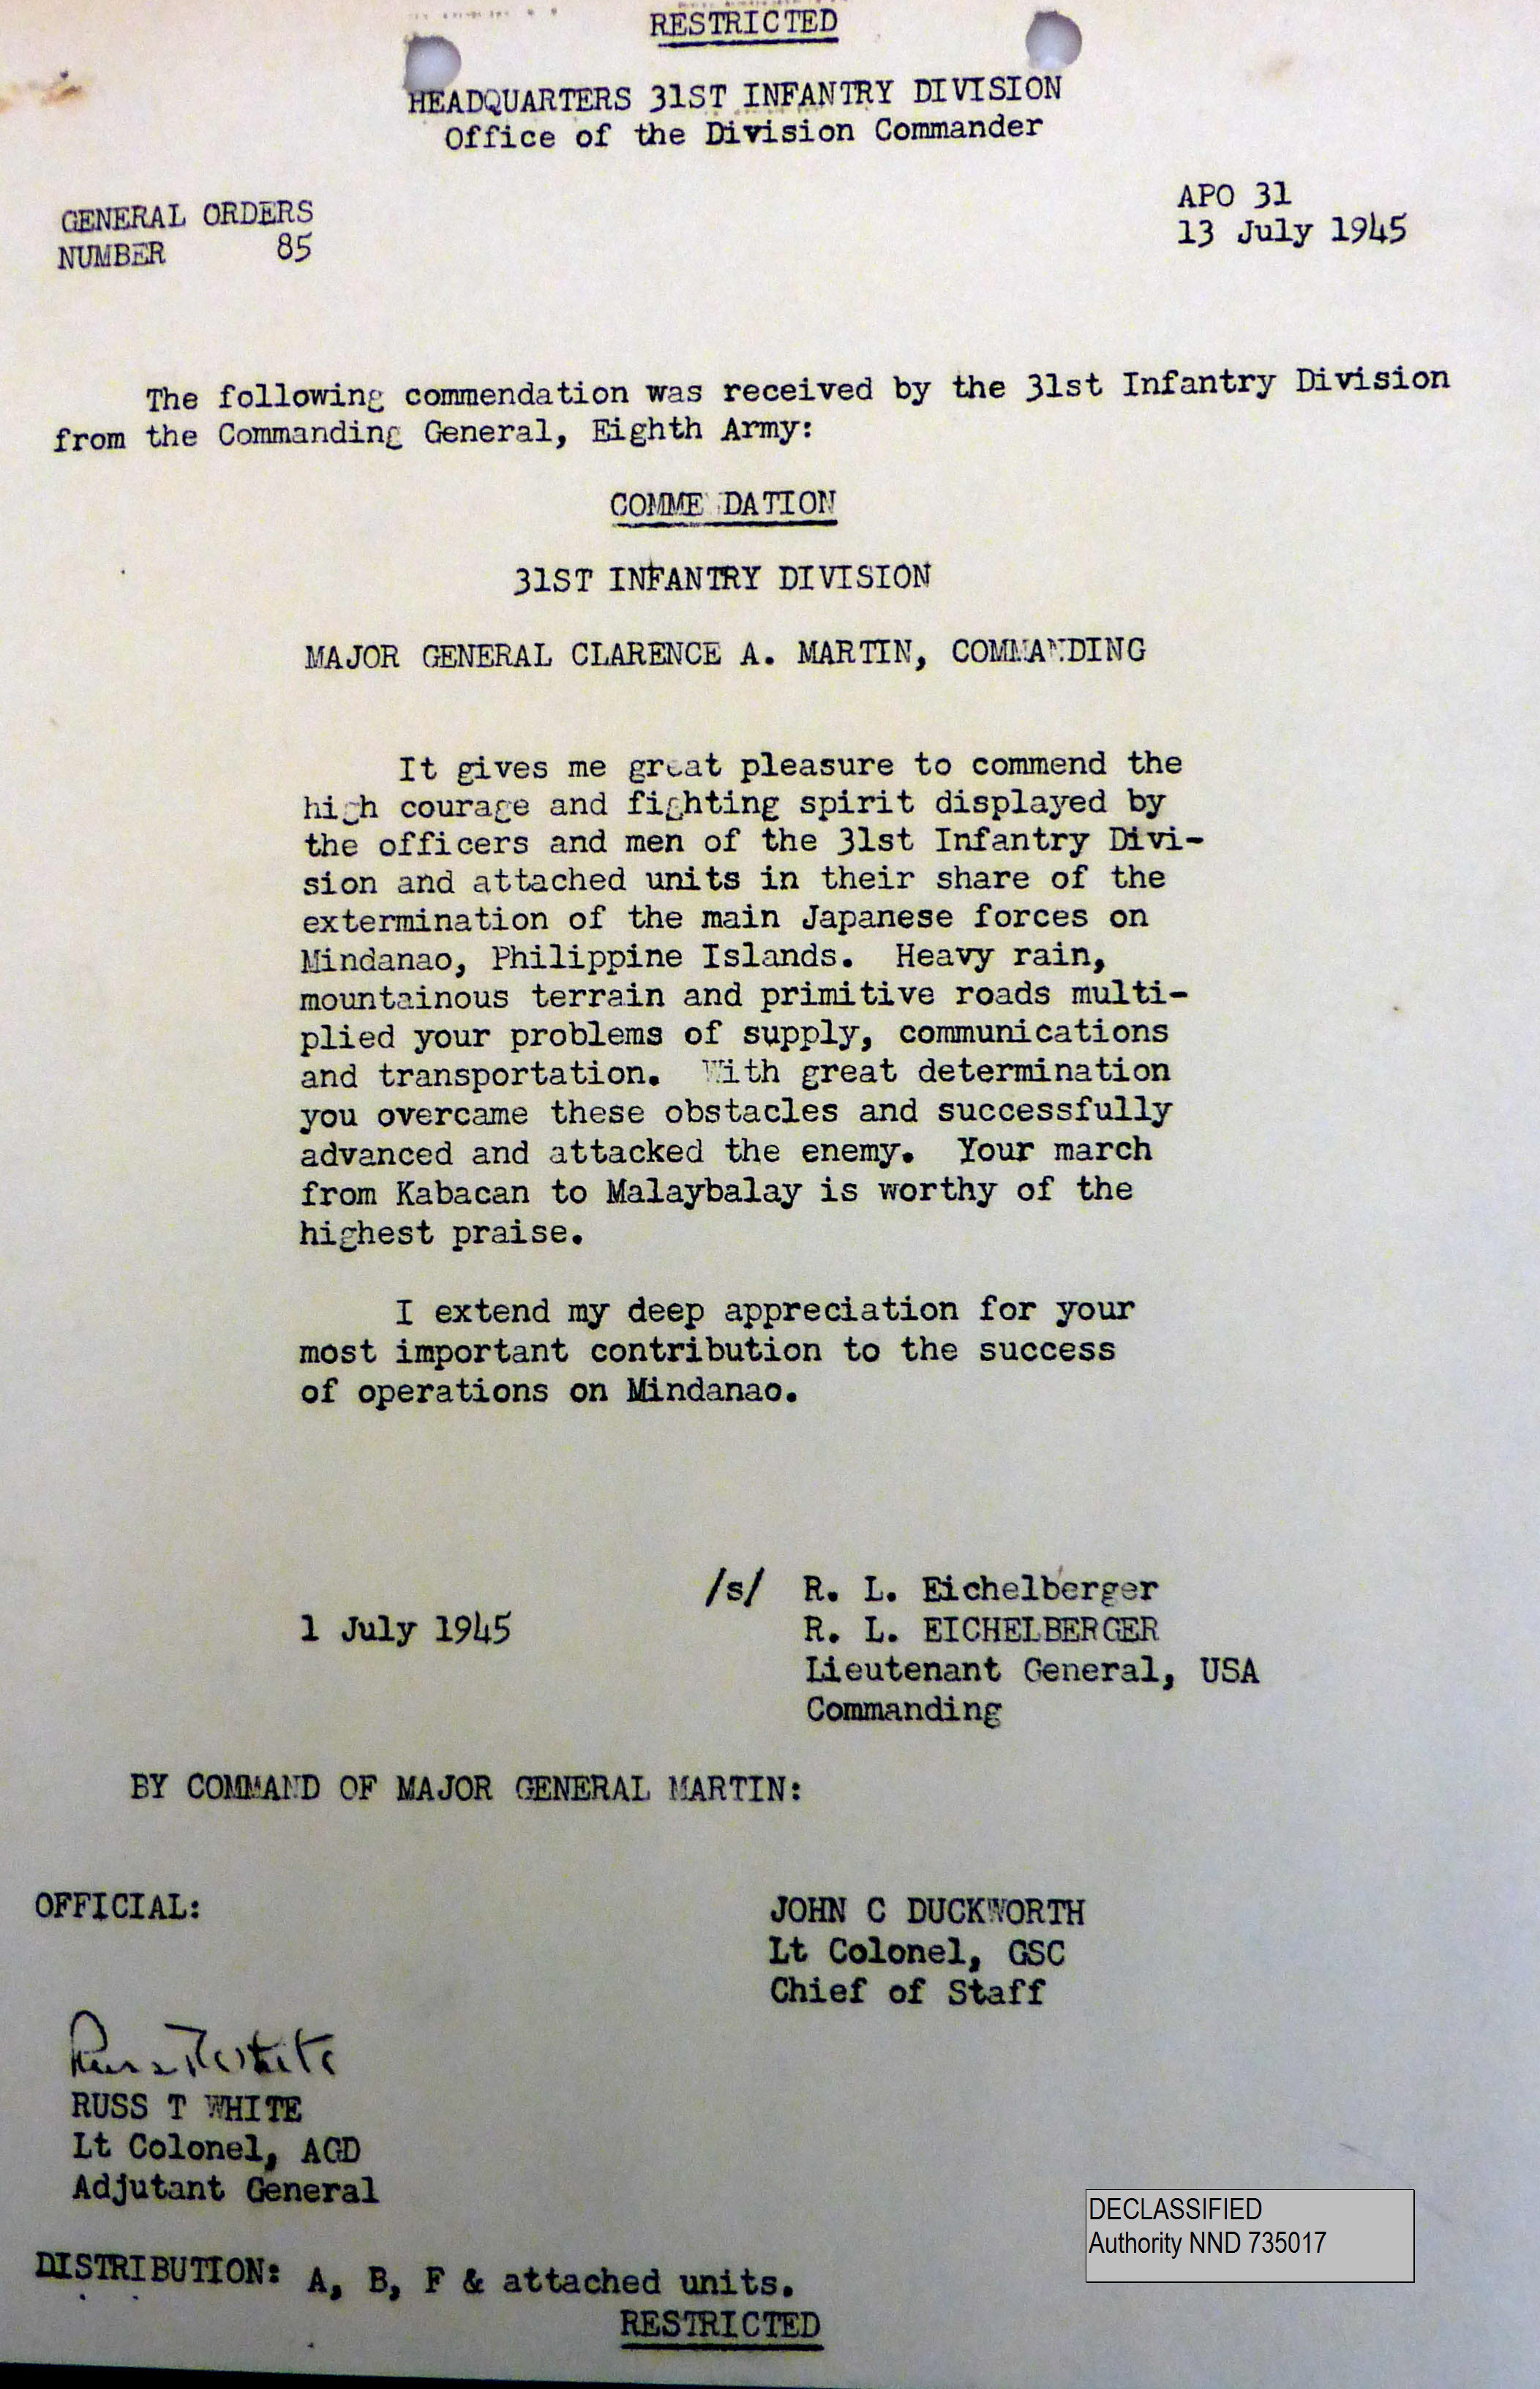 RESTRICTED
HEADQUARTERS 31ST INFANTRY DIVISION
Office of the Division Commander
GENERAL ORDERS
NUMBER 85
APO 31
13 July 1945
The following commendation was received by the 31st Infantry Division
from the Commanding General, Eighth Army:
COMMENDATION
31ST INFANTRY DIVISION
MAJOR GENERAL CLARENCE A. MARTIN, COMMANDING
It gives me great pleasure to commend the
high courage and fighting spirit displayed by
the officers and men of the 31st Infantry Divi-
sion and attached units in their share of the
extermination of the main Japanese forces on
Mindanao, Philippine Islands. Heavy rain,
mountainous terrain and primitive roads multi-
plied your problems of supply, communications
and transportation. With great determination
you overcame these obstacles and successfully
advanced and attacked the enemy. Your march
from Kabacan to Malaybalay is worthy of the
highest praise.
I extend my deep appreciation for your
most important contribution to the success
of operations on Mindanao.
/s/ R. L. Eichelberger
1 July 1945 R. L. EICHELBERGER
Lieutenant General, USA
Commanding
BY COMMAND OF MAJOR GENERAL MARTIN:
OFFICIAL:
JOHN C DUCKWORTH
Lt Colonel, GSC
Chief of Staff
Russ T White
RUSS T WHITE
Lt Colonel, AGD
Adjutant General
DECLASSIFIED
Authority NND 735017
DISTRIBUTION: A, B, F & attached units.
RESTRICTED